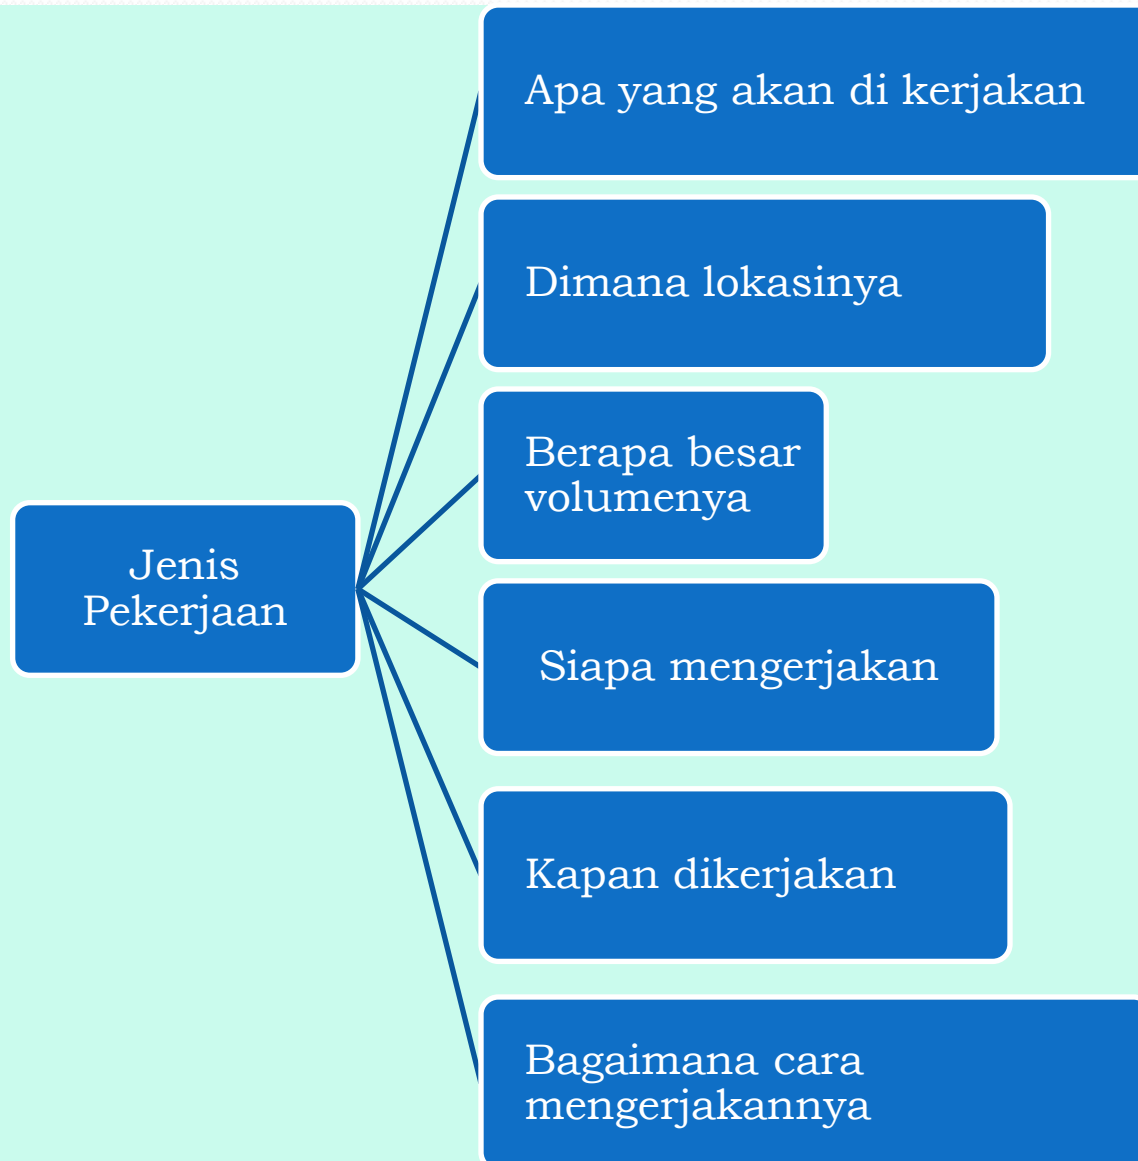 Apa yang akan di kerjakan
Dimana lokasinya
Berapa besar
volumenya
Jenis
Pekerjaan
Siapa mengerjakan
Kapan dikerjakan
Bagaimana cara
mengerjakannya